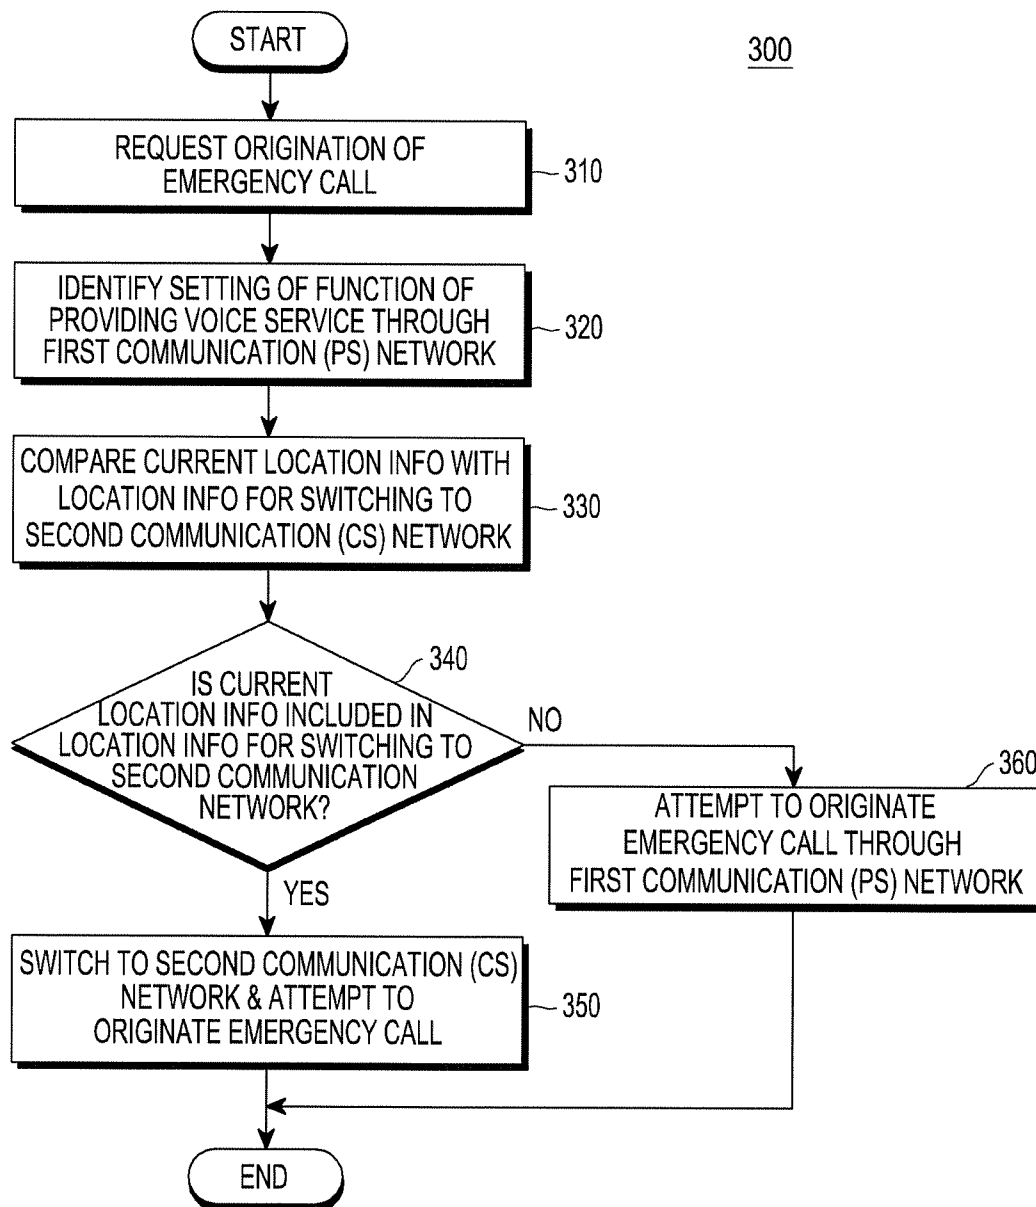 START
300
REQUEST ORIGINATION OF
EMERGENCY CALL
310
IDENTIFY SETTING OF FUNCTION OF
PROVIDING VOICE SERVICE THROUGH
FIRST COMMUNICATION (PS) NETWORK
320
COMPARE CURRENT LOCATION INFO WITH
LOCATION INFO FOR SWITCHING TO
SECOND COMMUNICATION (CS) NETWORK
330
340
IS CURRENT
LOCATION INFO INCLUDED IN
LOCATION INFO FOR SWITCHING TO
SECOND COMMUNICATION
NETWORK?
NO
YES
360
ATTEMPT TO ORIGINATE
EMERGENCY CALL THROUGH
FIRST COMMUNICATION (PS) NETWORK
SWITCH TO SECOND COMMUNICATION (CS)
NETWORK & ATTEMPT TO
ORIGINATE EMERGENCY CALL
350
END